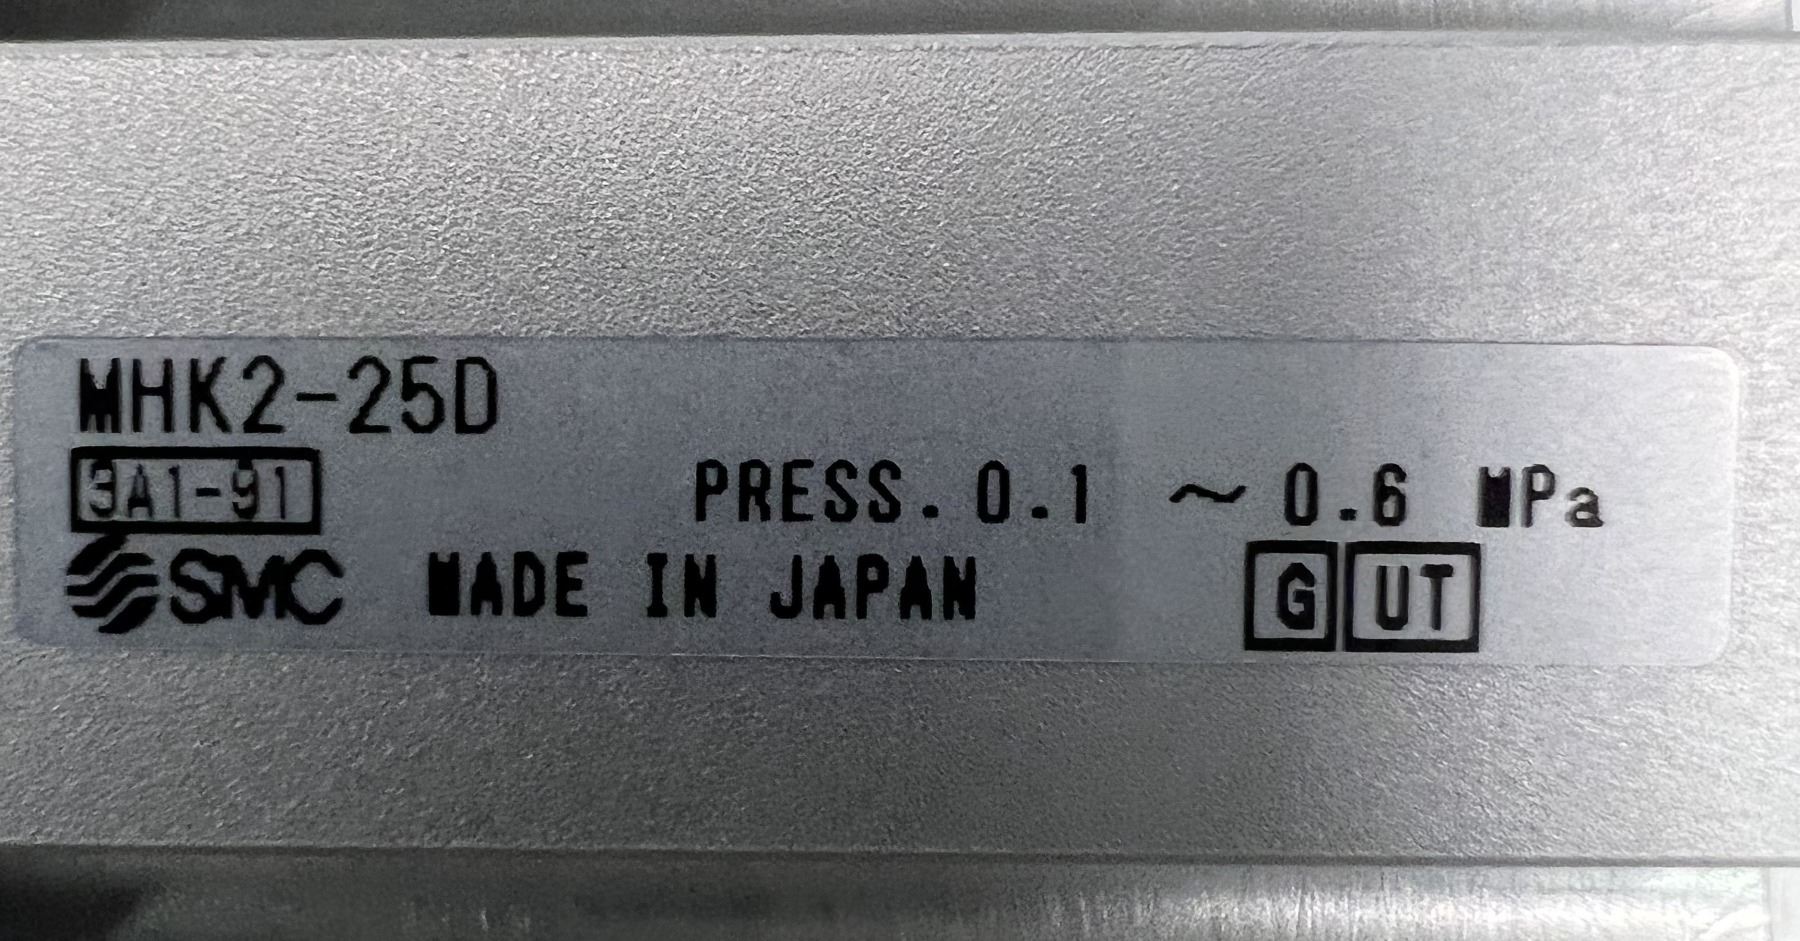 MHK2-25D
3A1-91 PRESS. 0.1 ~ 0.6 MPa
SMC MADE IN JAPAN G UT